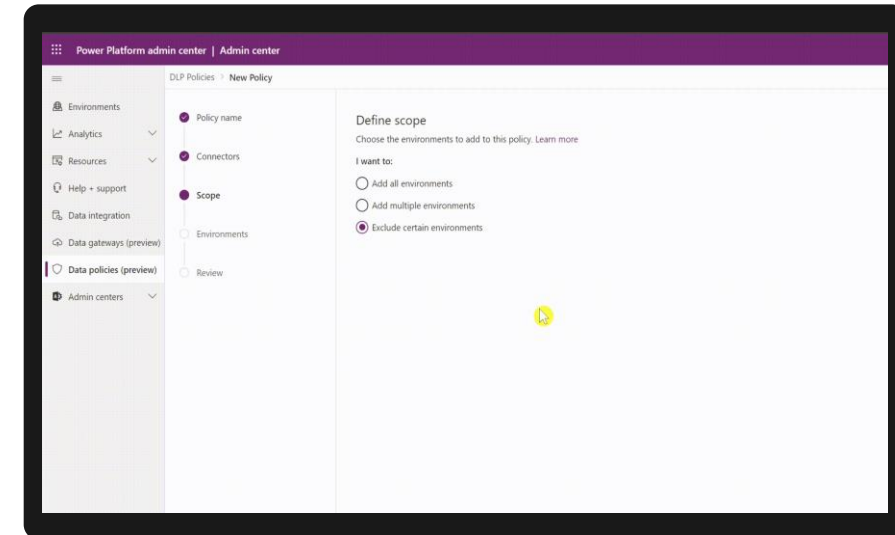 Power Platform admin center | Admin center
DLP Policies > New Policy
Environments
Analytics
Resources
Help + support
Data integration
Data gateways (preview)
Data policies (preview)
Admin centers
Policy name
Connectors
Scope
Environments
Review
Define scope
Choose the environments to add to this policy. Learn more
I want to:
Add all environments
Add multiple environments
Exclude certain environments